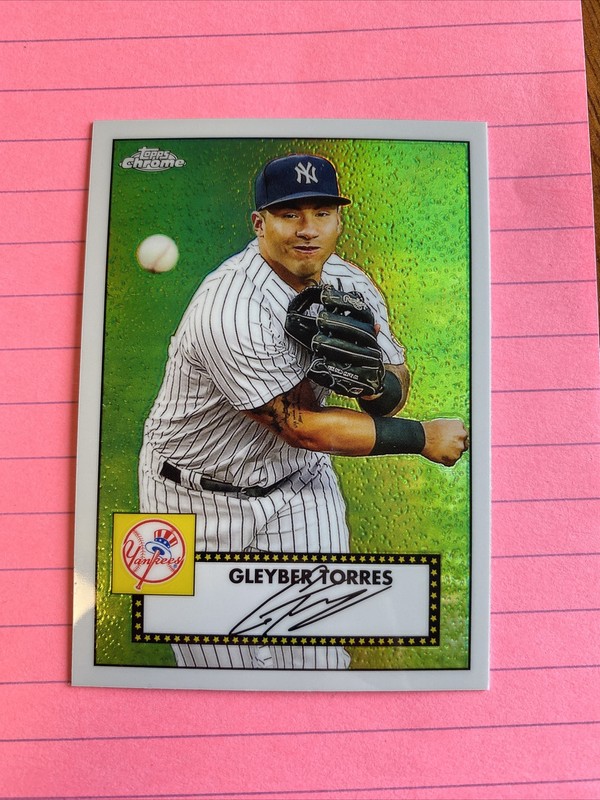 Topps
Chrome
NY
Yankees
GLEYBER TORRES